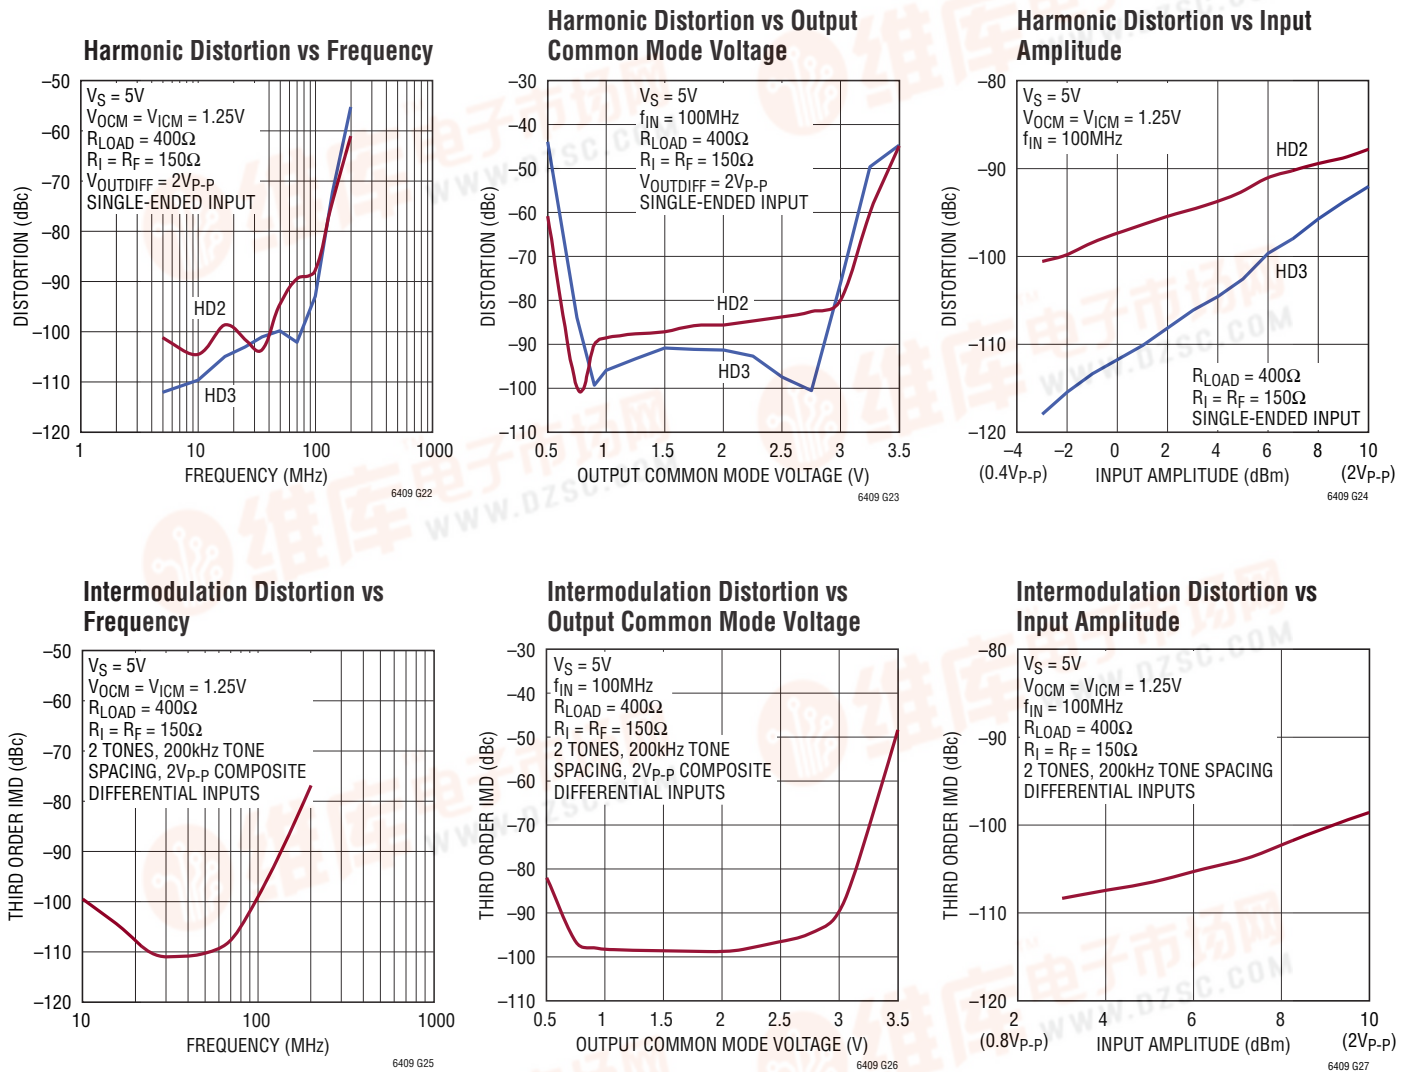 Harmonic Distortion vs Frequency
–50
–60
–70
–80
–90
–100
–110
–120
DISTORTION (dBc)
VS = 5V
VOCM = VICM = 1.25V
RLOAD = 400Ω
RI = RF = 150Ω
VOUTDIFF = 2VP-P
SINGLE-ENDED INPUT
HD2
HD3
1
10
100
1000
FREQUENCY (MHz)
6409 G22
Harmonic Distortion vs Output
Common Mode Voltage
–30
–40
–50
–60
–70
–80
–90
–100
–110
DISTORTION (dBc)
VS = 5V
fIN = 100MHz
RLOAD = 400Ω
RI = RF = 150Ω
VOUTDIFF = 2VP-P
SINGLE-ENDED INPUT
HD2
HD3
0.5
1
1.5
2
2.5
3
3.5
OUTPUT COMMON MODE VOLTAGE (V)
6409 G23
Harmonic Distortion vs Input
Amplitude
–80
–90
–100
–110
–120
DISTORTION (dBc)
VS = 5V
VOCM = VICM = 1.25V
fIN = 100MHz
HD2
HD3
RLOAD = 400Ω
RI = RF = 150Ω
SINGLE-ENDED INPUT
–4
–2
0
2
4
6
8
10
(0.4VP-P)
INPUT AMPLITUDE (dBm)
(2VP-P)
6409 G24
Intermodulation Distortion vs
Frequency
–50
–60
–70
–80
–90
–100
–110
–120
THIRD ORDER IMD (dBc)
VS = 5V
VOCM = VICM = 1.25V
RLOAD = 400Ω
RI = RF = 150Ω
2 TONES, 200kHz TONE
SPACING, 2VP-P COMPOSITE
DIFFERENTIAL INPUTS
10
100
1000
FREQUENCY (MHz)
6409 G25
Intermodulation Distortion vs
Output Common Mode Voltage
–30
–40
–50
–60
–70
–80
–90
–100
–110
THIRD ORDER IMD (dBc)
VS = 5V
fIN = 100MHz
RLOAD = 400Ω
RI = RF = 150Ω
2 TONES, 200kHz TONE
SPACING, 2VP-P COMPOSITE
DIFFERENTIAL INPUTS
0.5
1
1.5
2
2.5
3
3.5
OUTPUT COMMON MODE VOLTAGE (V)
6409 G26
Intermodulation Distortion vs
Input Amplitude
–80
–90
–100
–110
–120
THIRD ORDER IMD (dBc)
VS = 5V
VOCM = VICM = 1.25V
fIN = 100MHz
RLOAD = 400Ω
RI = RF = 150Ω
2 TONES, 200kHz TONE SPACING
DIFFERENTIAL INPUTS
2
4
6
8
10
(0.8VP-P)
INPUT AMPLITUDE (dBm)
(2VP-P)
6409 G27
维库电子市场网
WWW.DZSC.COM